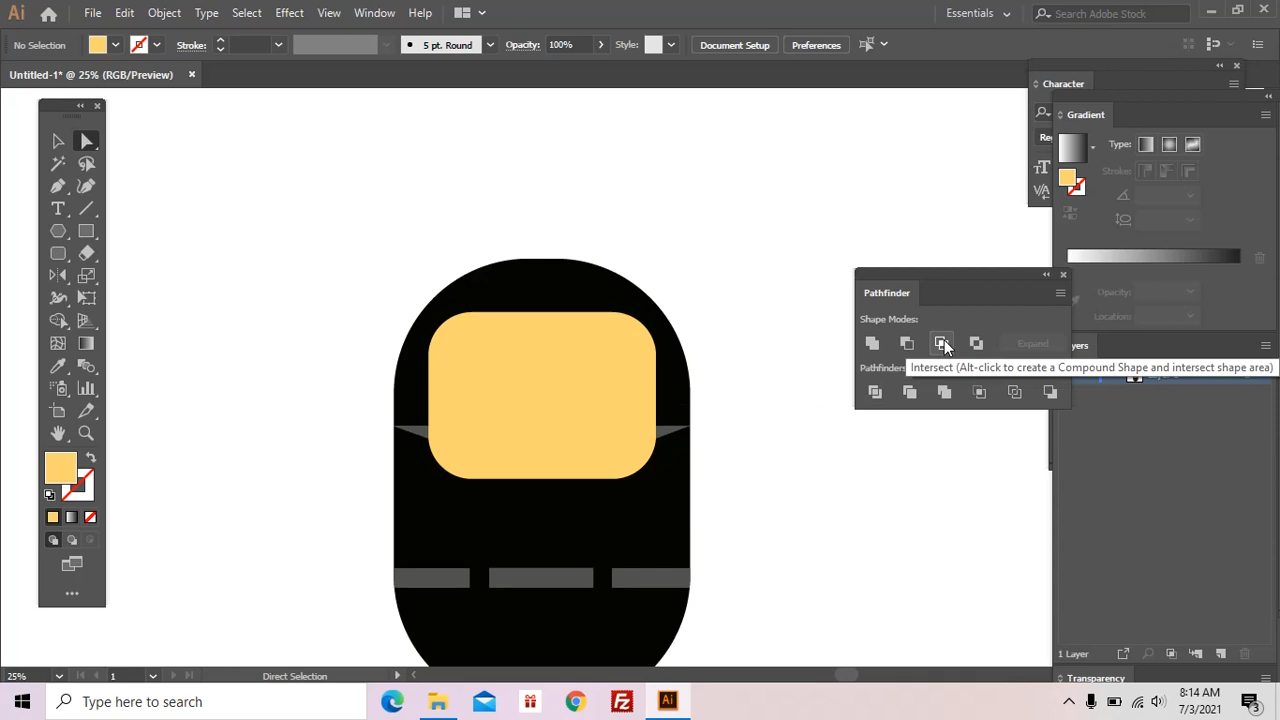 Ai File Edit Object Type Select Effect View Window Help Essentials Search Adobe Stock
No Selection Stroke: 5 pt. Round Opacity: 100% Style: Document Setup Preferences
Untitled-1* @ 25% (RGB/Preview)
Character
Gradient
Type:
Stroke:
Opacity:
Location:
Pathfinder
Shape Modes:
Expand
Intersect (Alt-click to create a Compound Shape and intersect shape area)
1 Layer
25% 1 Direct Selection
Transparency
Type here to search
Ai
8:14 AM
7/3/2021
3